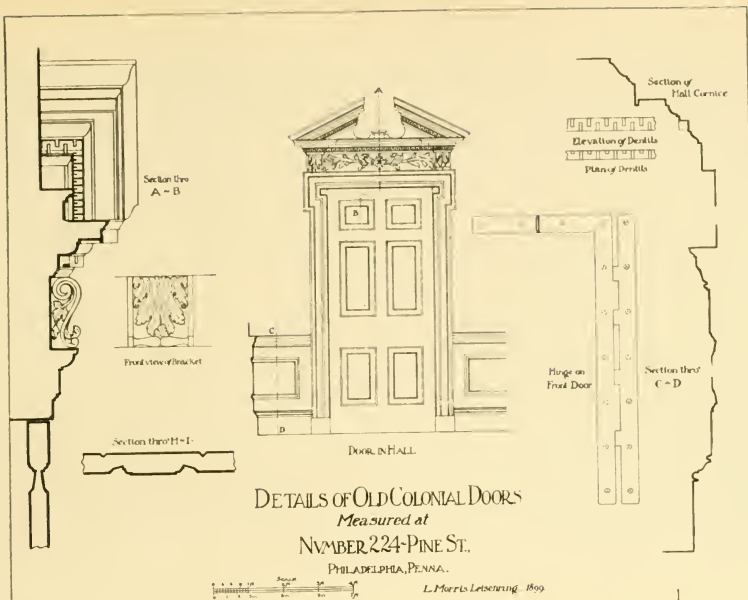 A
Section of
Hall Cornice
Elevation of Dentils
Plan of Dentils
Section thro
A ~ B
B
C
Front view of Bracket
Hinge on
Front Door
Section thro'
C ~ D
D
Section thro' H~I~
DOOR IN HALL
DETAILS OF OLD COLONIAL DOORS
Measured at
NVMBER 224~PINE ST.,
PHILADELPHIA, PENNA.
SCALE
L. Morris Leisenring 1899